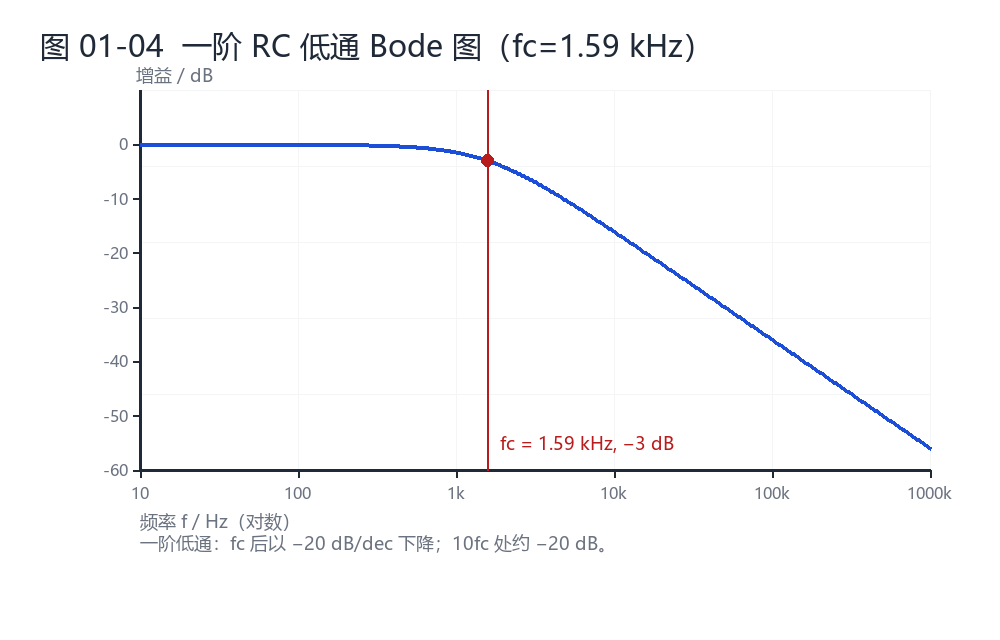 图 01-04 一阶 RC 低通 Bode 图（fc=1.59 kHz）
增益 / dB
0
-10
-20
-30
-40
-50
-60
fc = 1.59 kHz, −3 dB
10 100 1k 10k 100k 1000k
频率 f / Hz（对数）
一阶低通：fc 后以 −20 dB/dec 下降；10fc 处约 −20 dB。